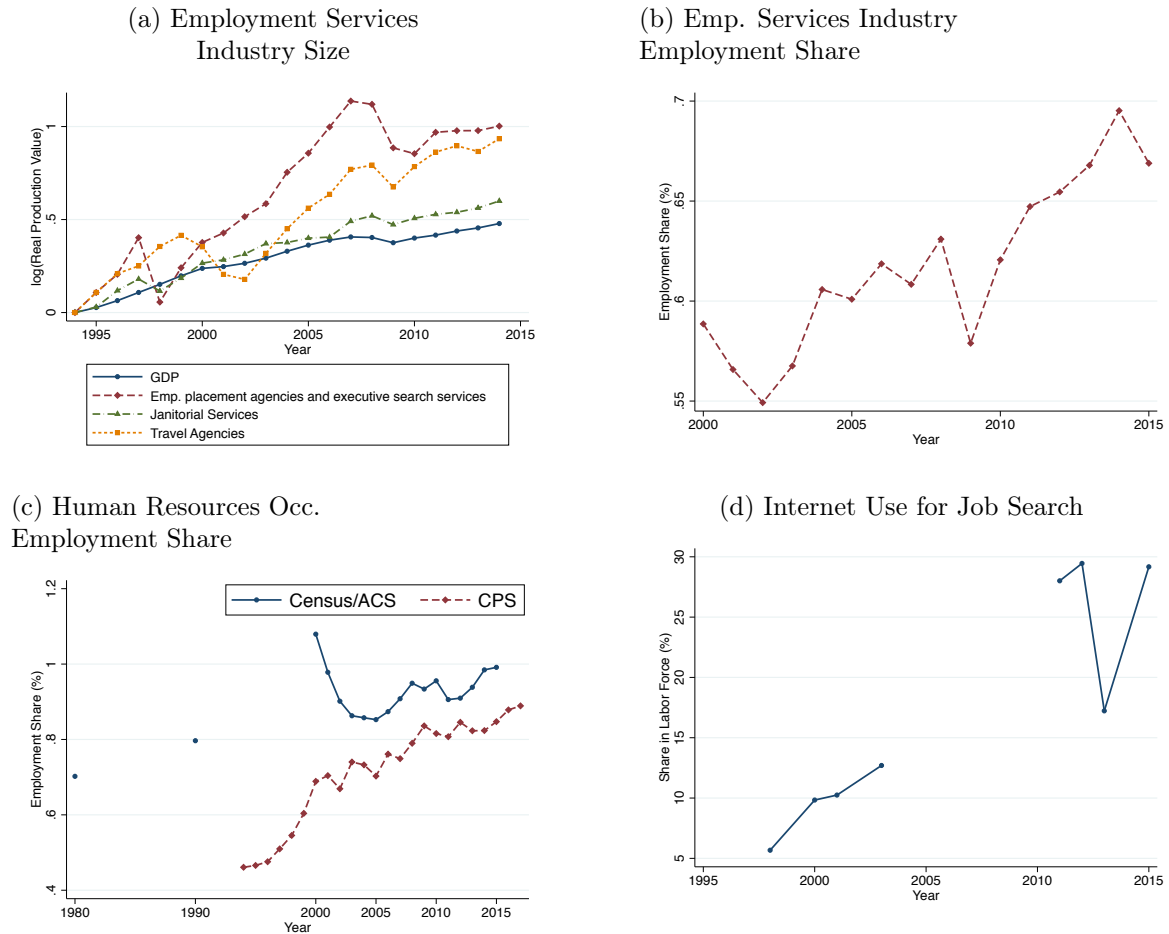 (a) Employment Services
Industry Size
log(Real Production Value)
1
.5
0
1995
2000
2005
2010
2015
Year
GDP
Emp. placement agencies and executive search services
Janitorial Services
Travel Agencies
(b) Emp. Services Industry
Employment Share
Employment Share (%)
.7
.65
.6
.55
2000
2005
2010
2015
Year
(c) Human Resources Occ.
Employment Share
Census/ACS
CPS
Employment Share (%)
1.2
1
.8
.6
.4
1980
1990
2000
2005
2010
2015
Year
(d) Internet Use for Job Search
Share in Labor Force (%)
30
25
20
15
10
5
1995
2000
2005
2010
2015
Year